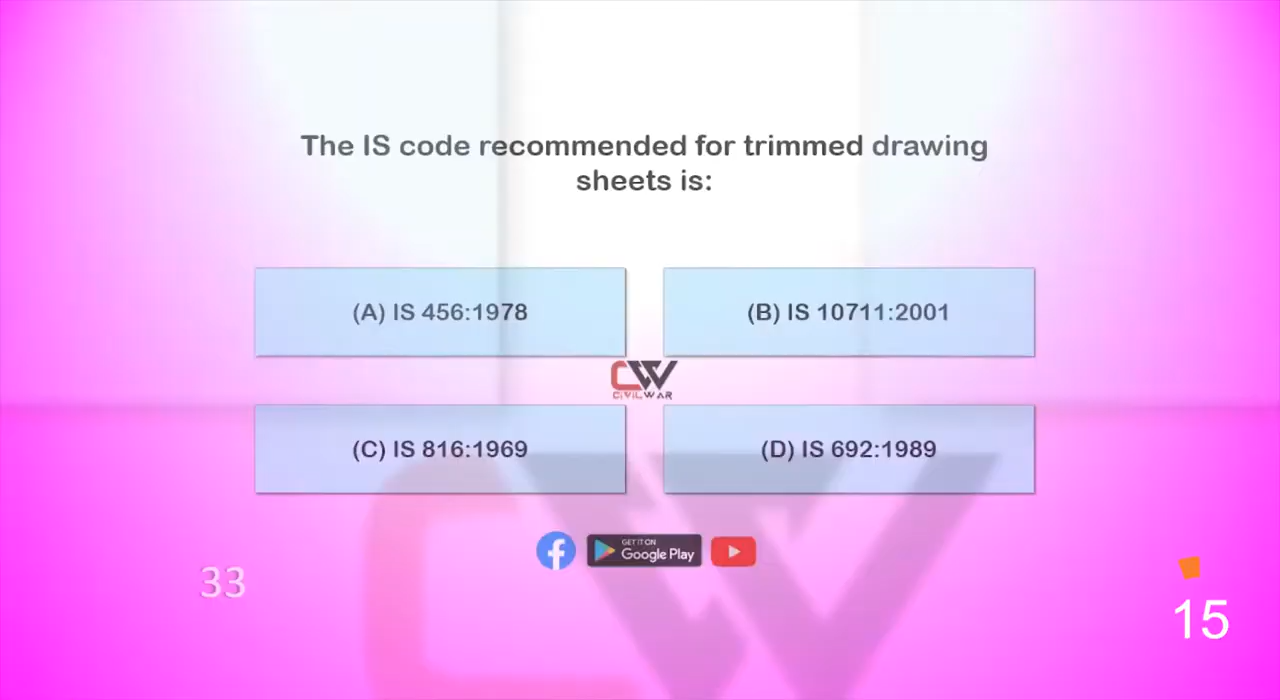 The IS code recommended for trimmed drawing
sheets is:
(A) IS 456:1978
(B) IS 10711:2001
CW
CIVIL WAR
(C) IS 816:1969
(D) IS 692:1989
GET IT ON
Google Play
33
15